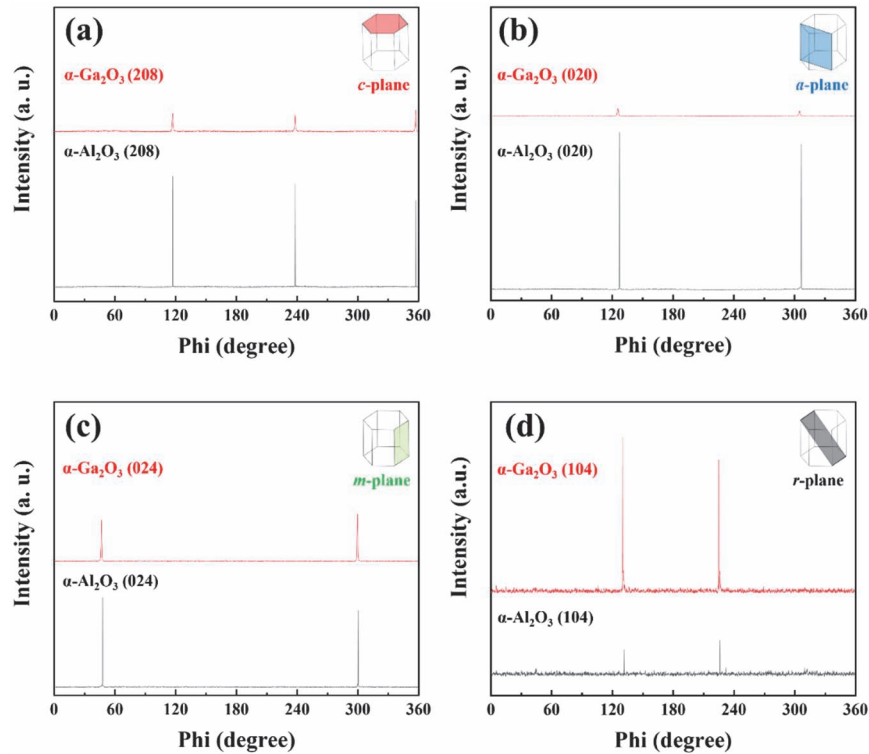 (a)
α-Ga₂O₃ (208)
c-plane
α-Al₂O₃ (208)
Intensity (a. u.)
0 60 120 180 240 300 360
Phi (degree)
(b)
α-Ga₂O₃ (020)
a-plane
α-Al₂O₃ (020)
Intensity (a. u.)
0 60 120 180 240 300 360
Phi (degree)
(c)
α-Ga₂O₃ (024)
m-plane
α-Al₂O₃ (024)
Intensity (a. u.)
0 60 120 180 240 300 360
Phi (degree)
(d)
α-Ga₂O₃ (104)
r-plane
α-Al₂O₃ (104)
Intensity (a.u.)
0 60 120 180 240 300 360
Phi (degree)